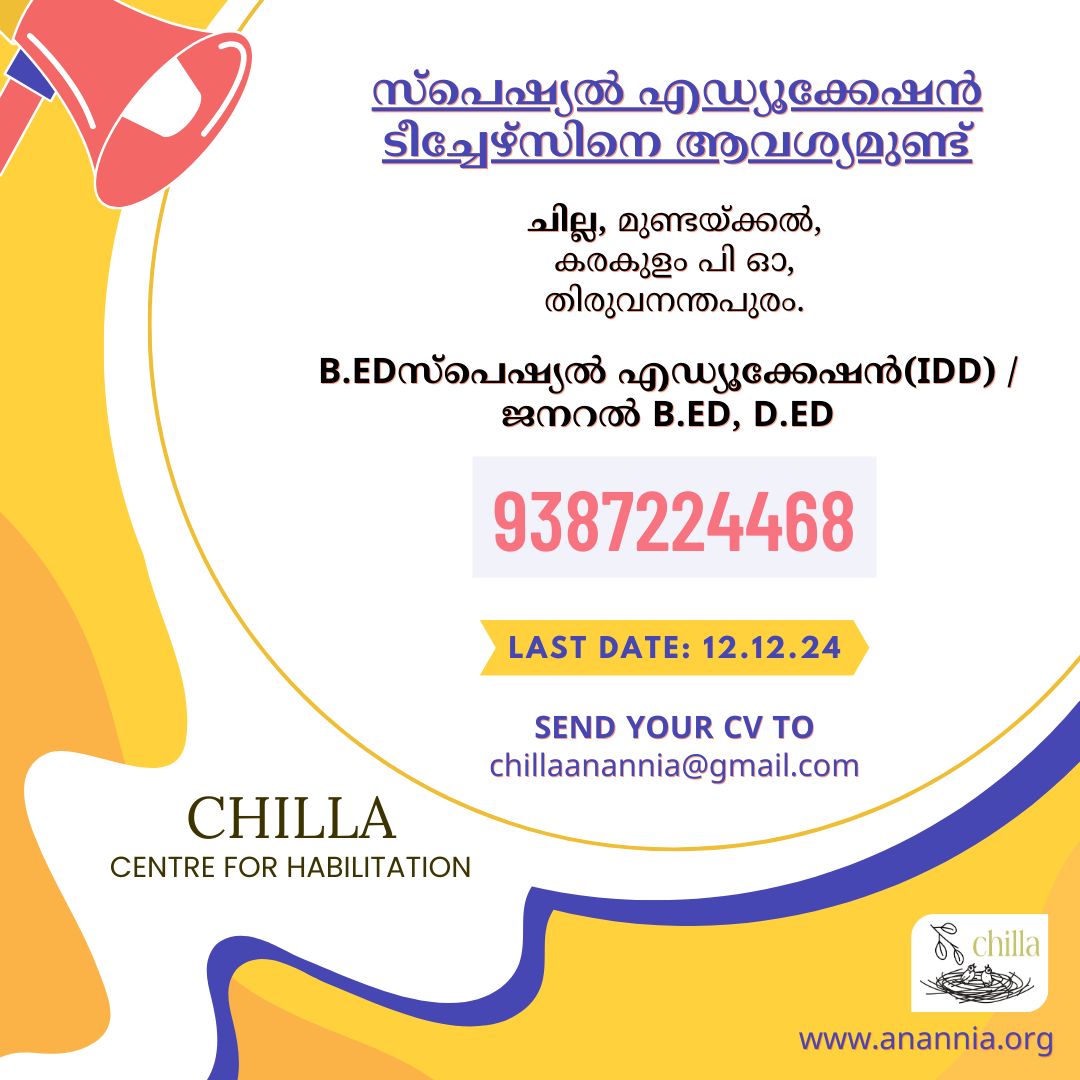 സ്പെഷ്യൽ എഡ്യൂക്കേഷൻ
ടീച്ചേഴ്സിനെ ആവശ്യമുണ്ട്
ചില്ല, മുണ്ടയ്ക്കൽ,
കരകുളം പി ഓ,
തിരുവനന്തപുരം.
B.EDസ്പെഷ്യൽ എഡ്യൂക്കേഷൻ(IDD) /
ജനറൽ B.ED, D.ED
9387224468
LAST DATE: 12.12.24
SEND YOUR CV TO
chillaanannia@gmail.com
CHILLA
CENTRE FOR HABILITATION
chilla
www.anannia.org